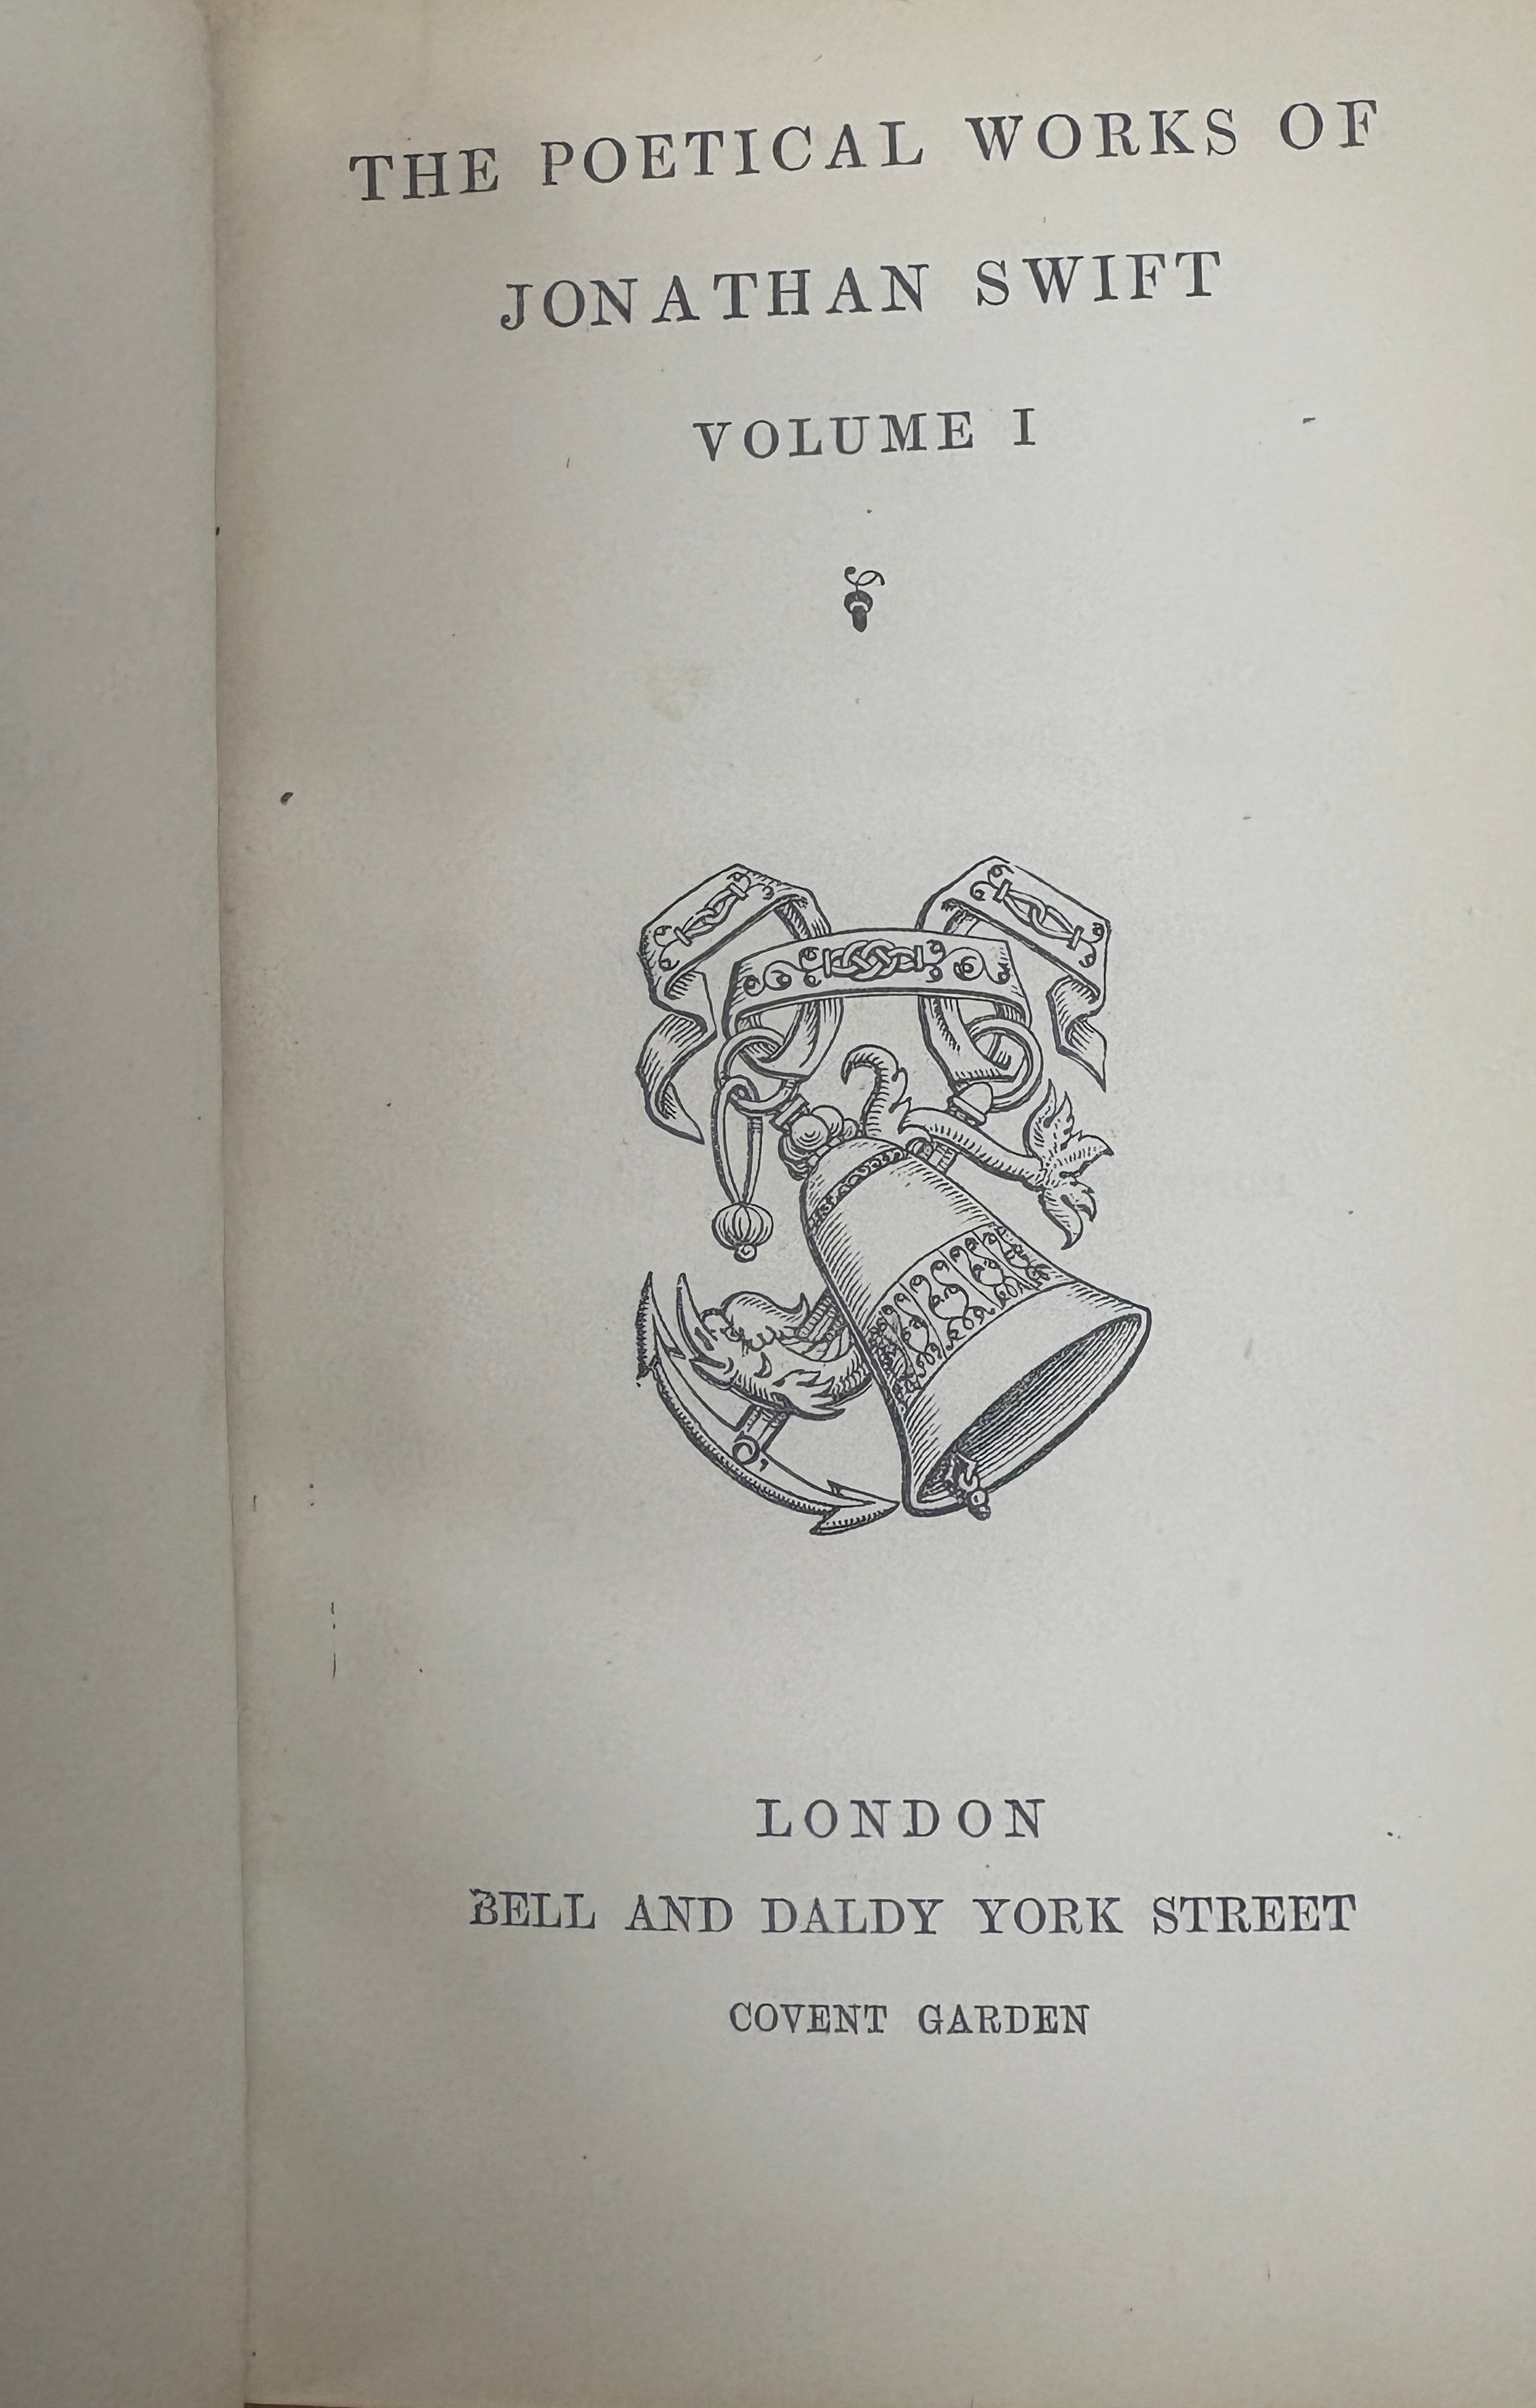 THE POETICAL WORKS OF
JONATHAN SWIFT
VOLUME I
LONDON
BELL AND DALDY YORK STREET
COVENT GARDEN